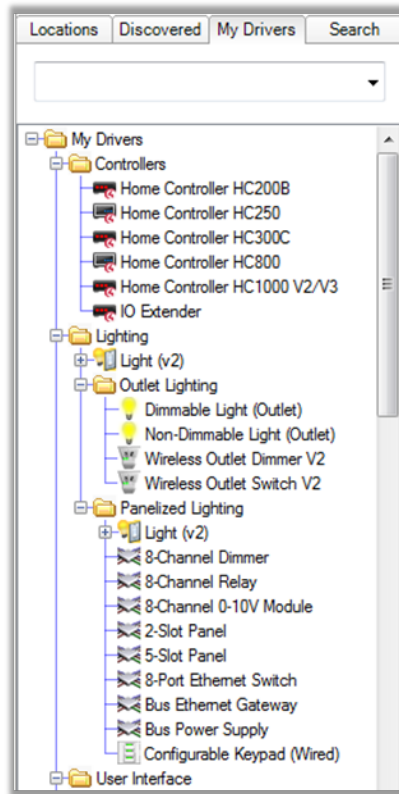 Locations Discovered My Drivers Search
My Drivers
Controllers
Home Controller HC200B
Home Controller HC250
Home Controller HC300C
Home Controller HC800
Home Controller HC1000 V2/V3
IO Extender
Lighting
Light (v2)
Outlet Lighting
Dimmable Light (Outlet)
Non-Dimmable Light (Outlet)
Wireless Outlet Dimmer V2
Wireless Outlet Switch V2
Panelized Lighting
Light (v2)
8-Channel Dimmer
8-Channel Relay
8-Channel 0-10V Module
2-Slot Panel
5-Slot Panel
8-Port Ethernet Switch
Bus Ethernet Gateway
Bus Power Supply
Configurable Keypad (Wired)
User Interface